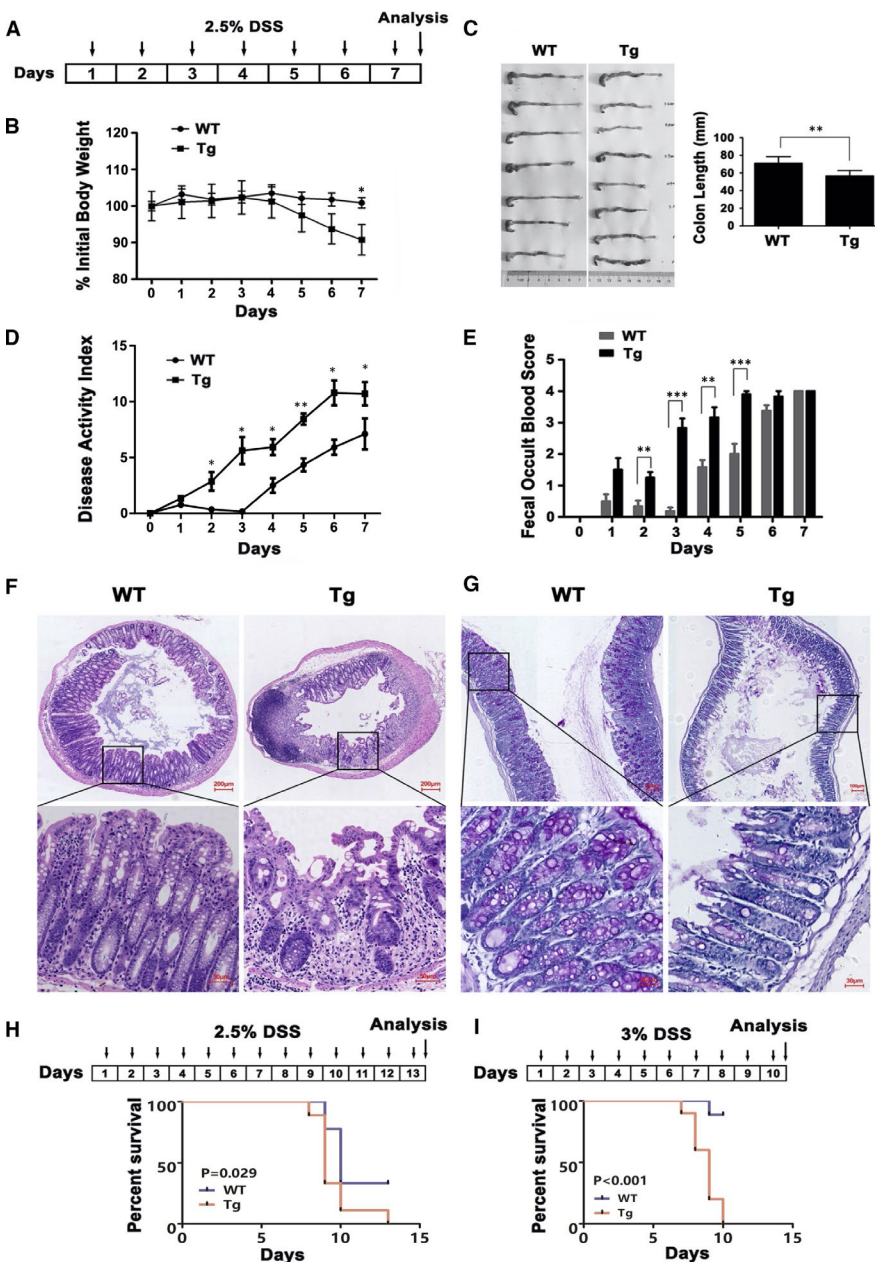 A
2.5% DSS
Analysis
Days 1 2 3 4 5 6 7
B
% Initial Body Weight
120
110
100
90
80
WT
Tg
*
0 1 2 3 4 5 6 7
Days
C
WT Tg
Colon Length (mm)
100
80
60
40
20
0
**
WT Tg
D
Disease Activity Index
15
10
5
0
WT
Tg
* * * ** * *
0 1 2 3 4 5 6 7
Days
E
Fecal Occult Blood Score
5
4
3
2
1
0
WT
Tg
** *** ** ***
0 1 2 3 4 5 6 7
Days
F
WT Tg
200μm 200μm
50μm 50μm
G
WT Tg
100μm
30μm
H
2.5% DSS
Analysis
Days 1 2 3 4 5 6 7 8 9 10 11 12 13
Percent survival
100
50
0
P=0.029
WT
Tg
0 5 10 15
Days
I
3% DSS
Analysis
Days 1 2 3 4 5 6 7 8 9 10
Percent survival
100
50
0
P<0.001
WT
Tg
0 5 10 15
Days